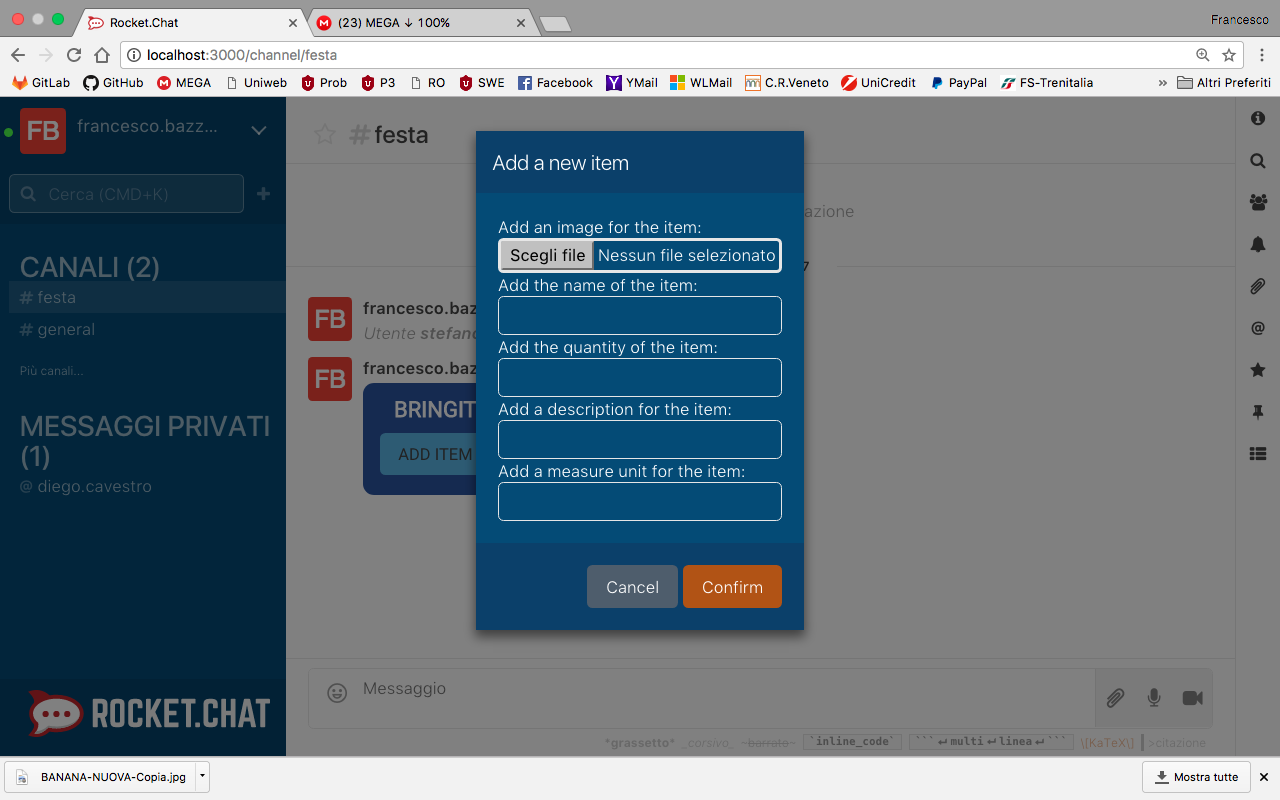 Rocket.Chat
(23) MEGA ↓ 100%
Francesco
localhost:3000/channel/festa
GitLab GitHub MEGA Uniweb Prob P3 RO SWE Facebook YMail WLMail C.R.Veneto UniCredit PayPal FS-Trenitalia » Altri Preferiti
FB francesco.bazz...
Cerca (CMD+K)
CANALI (2)
# festa
# general
Più canali...
MESSAGGI PRIVATI
(1)
@ diego.cavestro
ROCKET.CHAT
#festa
azione
7
FB francesco.baz
Utente stefano
FB francesco.baz
BRINGIT
ADD ITEM
Add a new item
Add an image for the item:
Scegli file Nessun file selezionato
Add the name of the item:
Add the quantity of the item:
Add a description for the item:
Add a measure unit for the item:
Cancel Confirm
Messaggio
*grassetto* _corsivo_ ~barrato~ `inline_code` ```↵multi↵linea↵``` \[KaTeX\] >citazione
BANANA-NUOVA-Copia.jpg
Mostra tutte